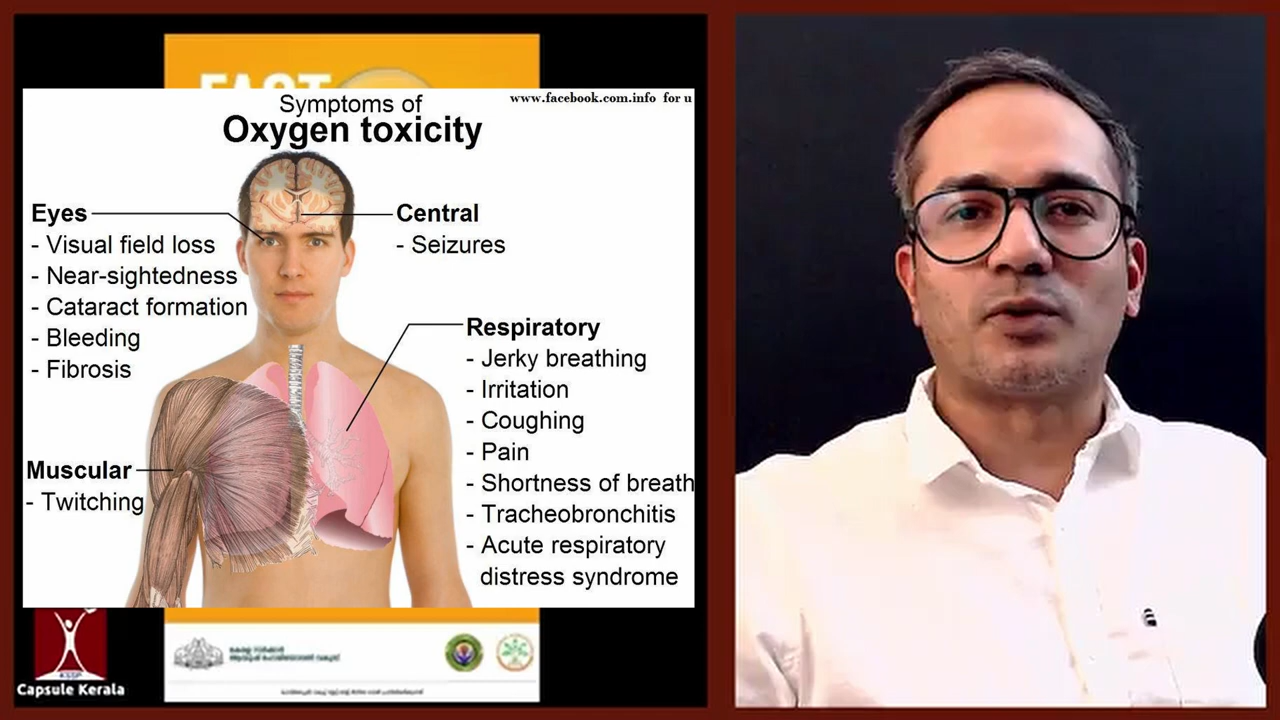 FACT
www.facebook.com.info for u
Symptoms of
Oxygen toxicity
Eyes
- Visual field loss
- Near-sightedness
- Cataract formation
- Bleeding
- Fibrosis
Central
- Seizures
Respiratory
- Jerky breathing
- Irritation
- Coughing
- Pain
- Shortness of breath
- Tracheobronchitis
- Acute respiratory
distress syndrome
Muscular
- Twitching
Capsule Kerala